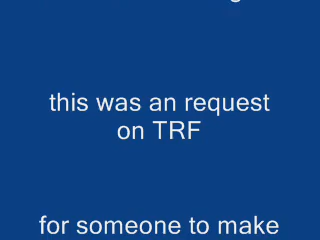 this was an request
on TRF
for someone to make